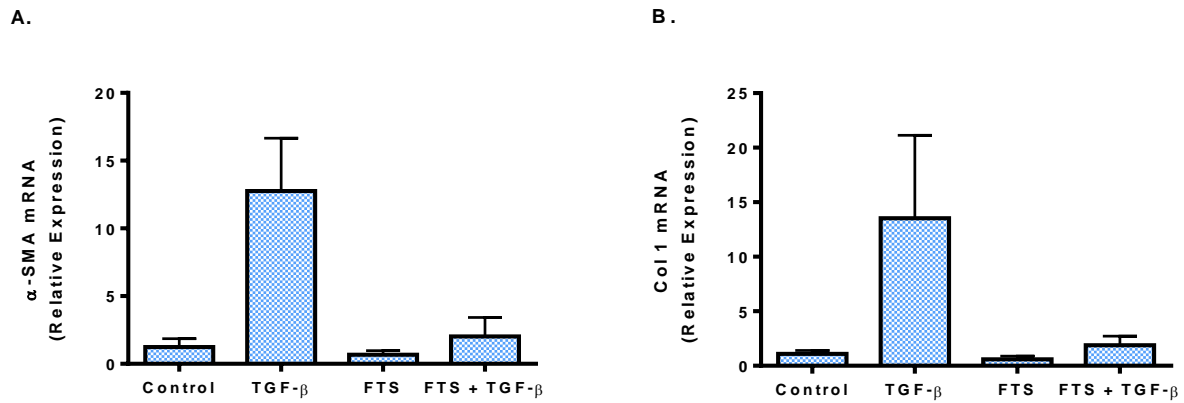 A.
α-SMA mRNA
(Relative Expression)
20
15
10
5
0
Control TGF-β FTS FTS + TGF-β
B.
Col 1 mRNA
(Relative Expression)
25
20
15
10
5
0
Control TGF-β FTS FTS + TGF-β